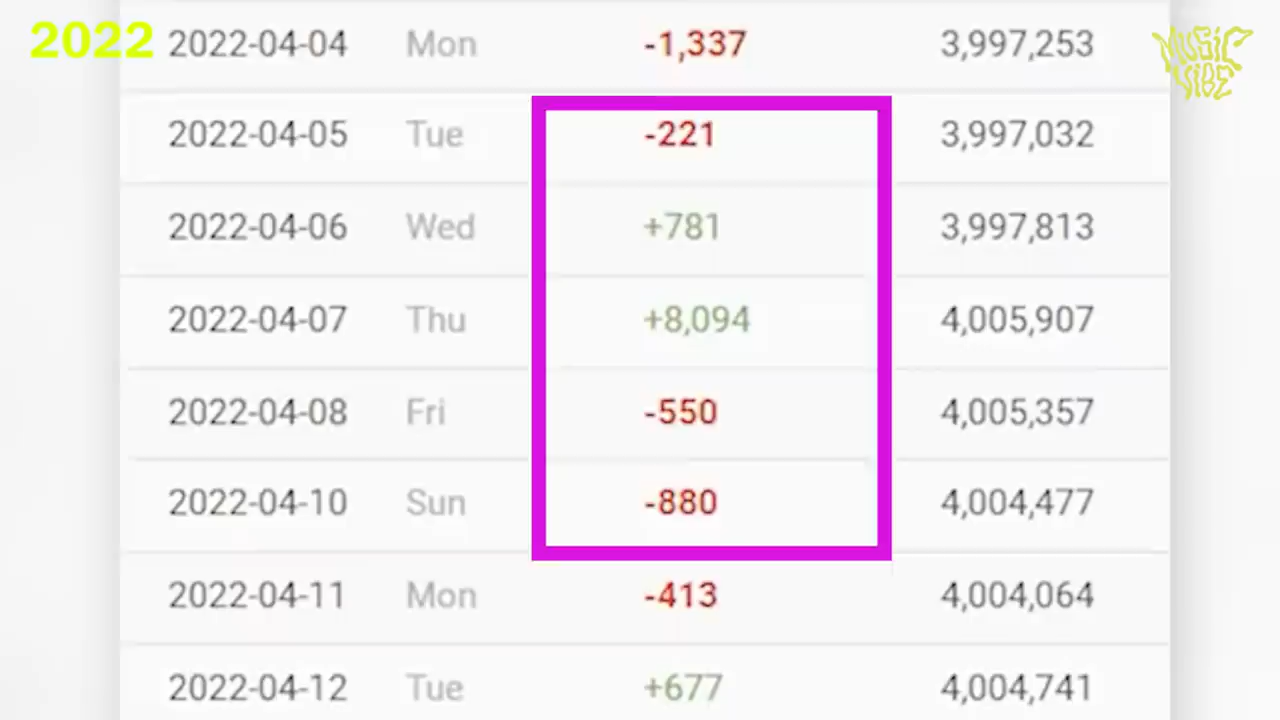 2022
MUSIC
VIBE
2022-04-04 Mon -1,337 3,997,253
2022-04-05 Tue -221 3,997,032
2022-04-06 Wed +781 3,997,813
2022-04-07 Thu +8,094 4,005,907
2022-04-08 Fri -550 4,005,357
2022-04-10 Sun -880 4,004,477
2022-04-11 Mon -413 4,004,064
2022-04-12 Tue +677 4,004,741